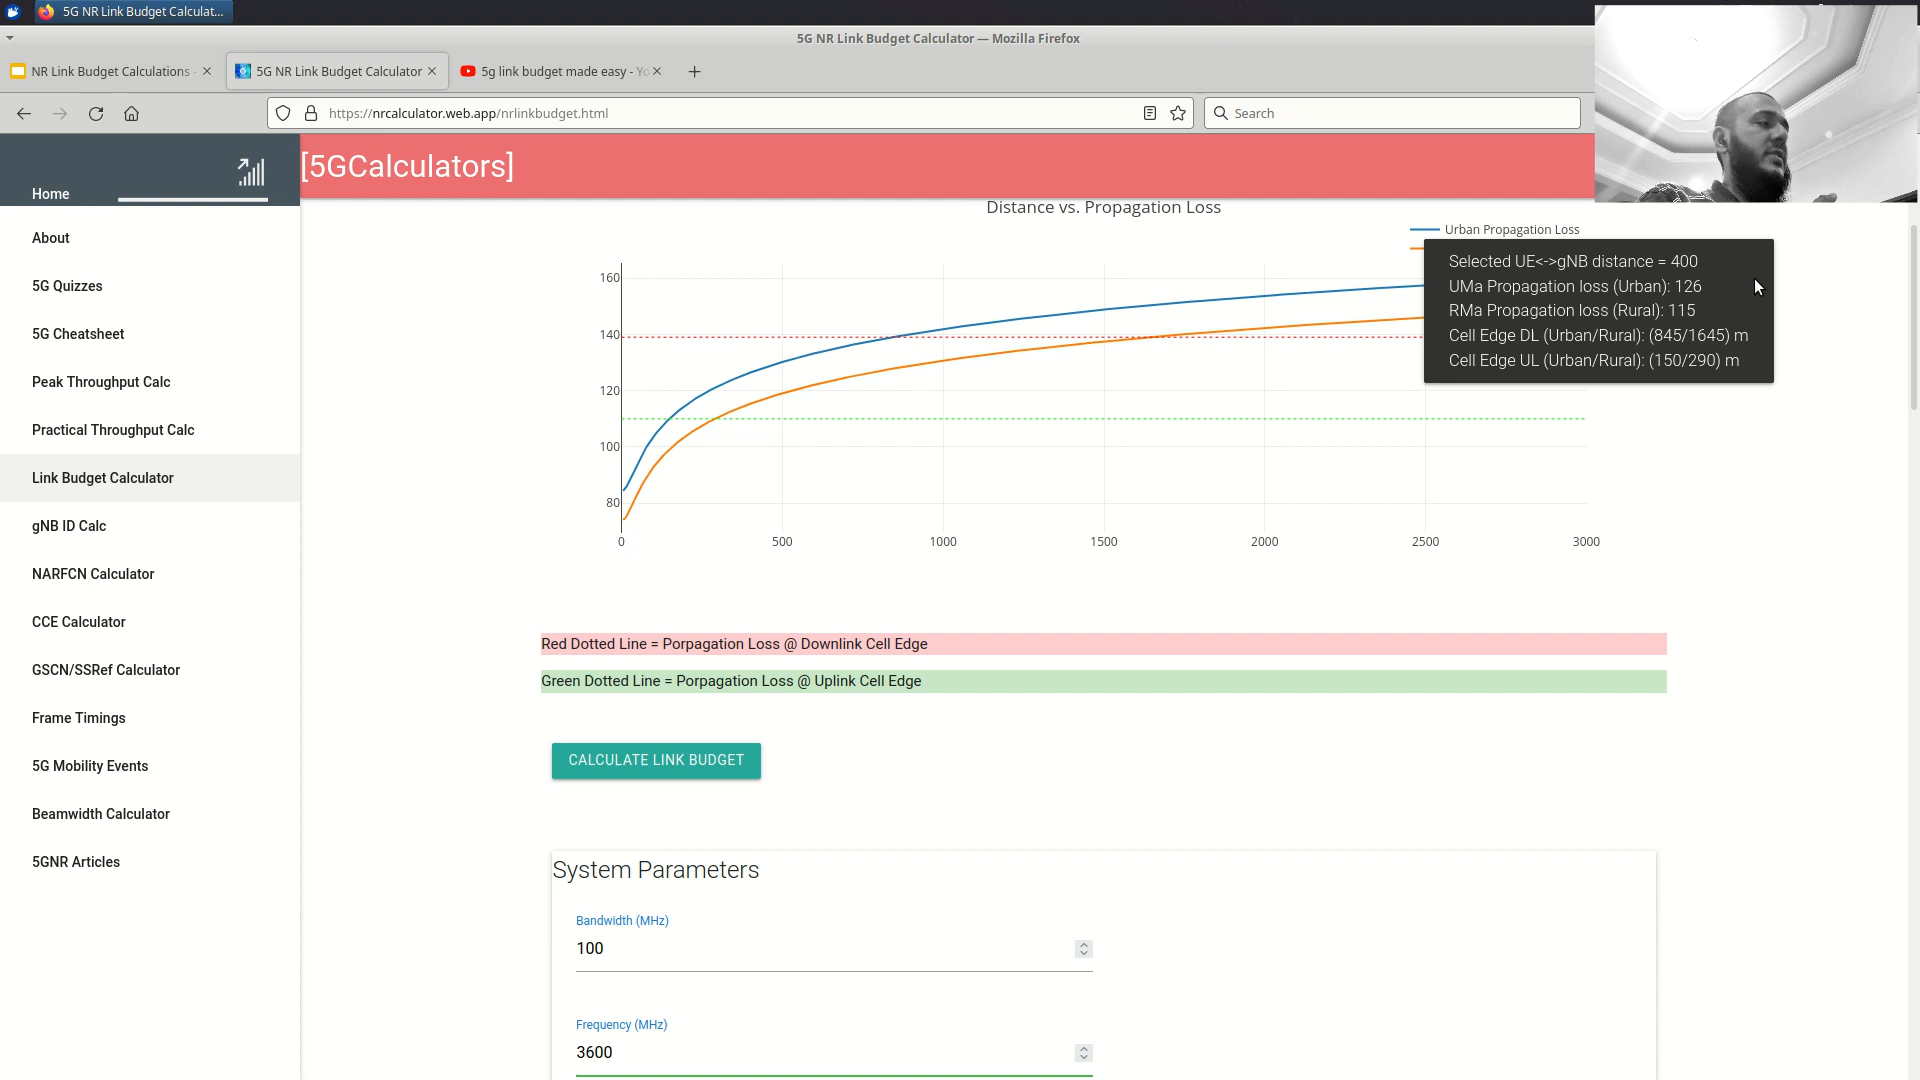 5G NR Link Budget Calculat...
5G NR Link Budget Calculator — Mozilla Firefox
NR Link Budget Calculations -
5G NR Link Budget Calculator
5g link budget made easy - Yo
https://nrcalculator.web.app/nrlinkbudget.html
Search
Home
[5GCalculators]
About
5G Quizzes
5G Cheatsheet
Peak Throughput Calc
Practical Throughput Calc
Link Budget Calculator
gNB ID Calc
NARFCN Calculator
CCE Calculator
GSCN/SSRef Calculator
Frame Timings
5G Mobility Events
Beamwidth Calculator
5GNR Articles
Distance vs. Propagation Loss
Urban Propagation Loss
Selected UE<->gNB distance = 400
UMa Propagation loss (Urban): 126
RMa Propagation loss (Rural): 115
Cell Edge DL (Urban/Rural): (845/1645) m
Cell Edge UL (Urban/Rural): (150/290) m
160
140
120
100
80
0 500 1000 1500 2000 2500 3000
Red Dotted Line = Porpagation Loss @ Downlink Cell Edge
Green Dotted Line = Porpagation Loss @ Uplink Cell Edge
CALCULATE LINK BUDGET
System Parameters
Bandwidth (MHz)
100
Frequency (MHz)
3600